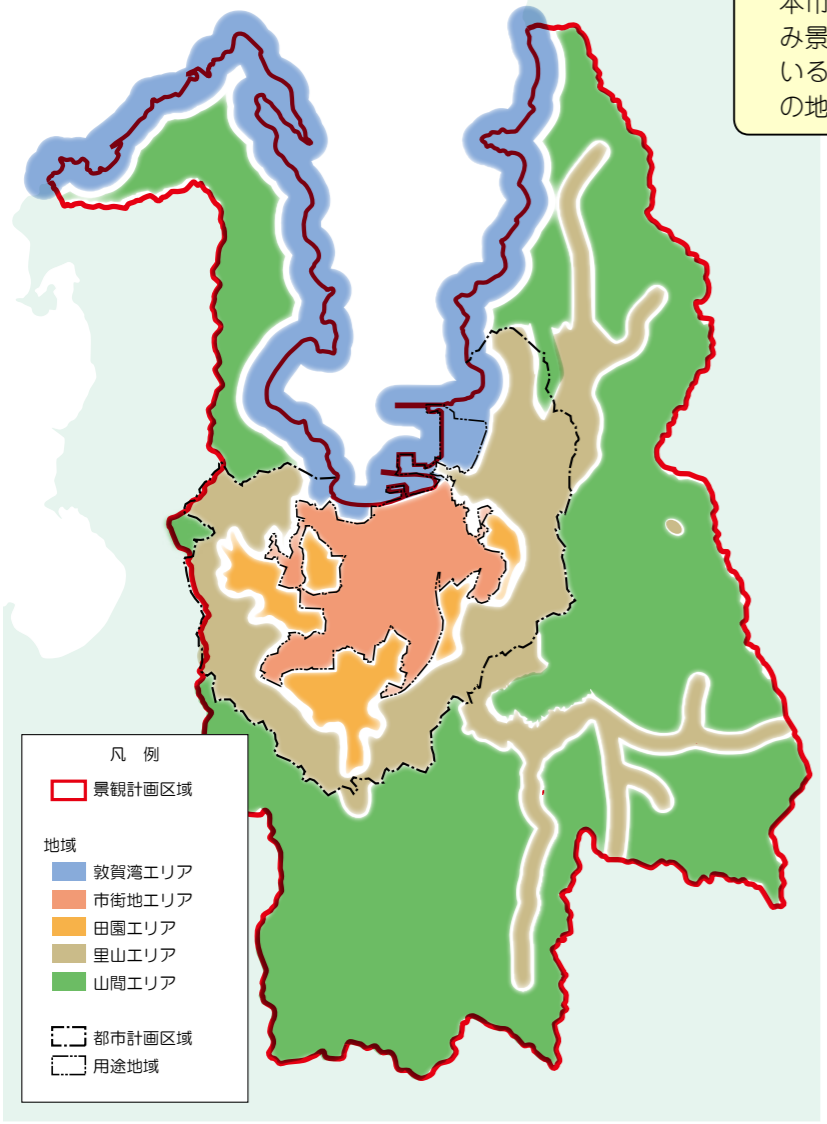 本市
み景
いる
の地
凡 例
景観計画区域
地域
敦賀湾エリア
市街地エリア
田園エリア
里山エリア
山間エリア
都市計画区域
用途地域